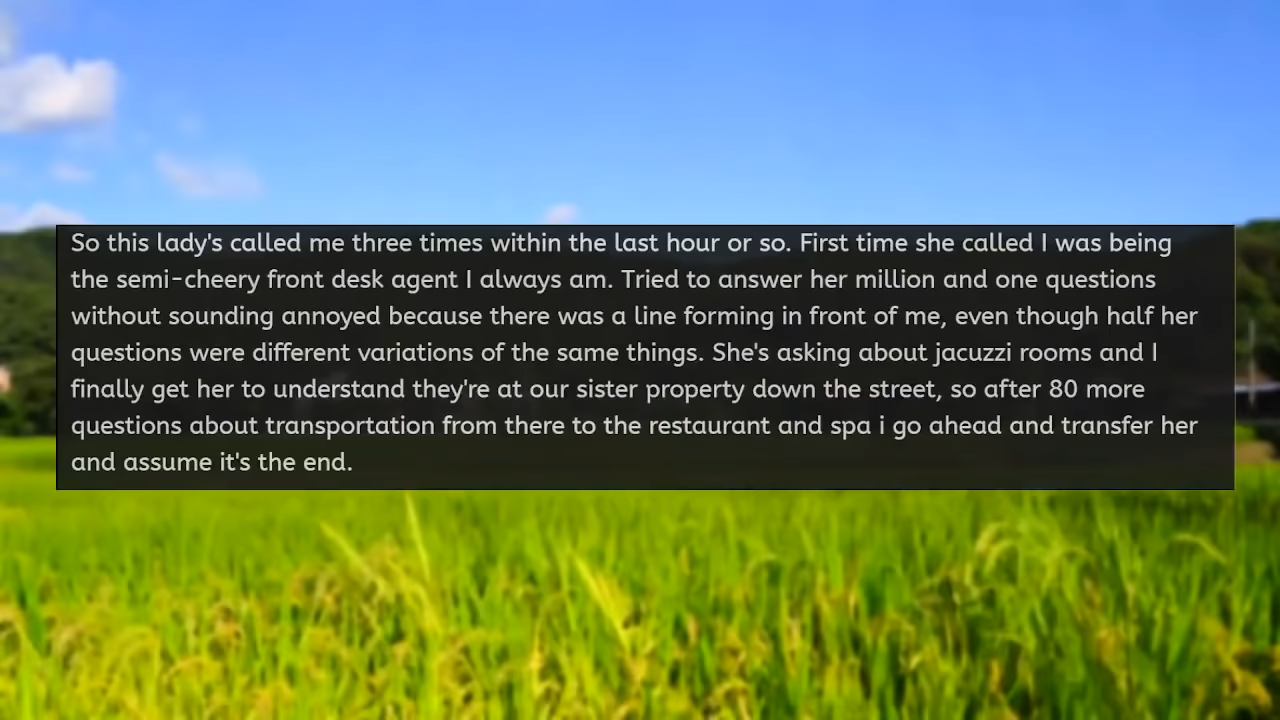 So this lady's called me three times within the last hour or so. First time she called I was being
the semi-cheery front desk agent I always am. Tried to answer her million and one questions
without sounding annoyed because there was a line forming in front of me, even though half her
questions were different variations of the same things. She's asking about jacuzzi rooms and I
finally get her to understand they're at our sister property down the street, so after 80 more
questions about transportation from there to the restaurant and spa i go ahead and transfer her
and assume it's the end.